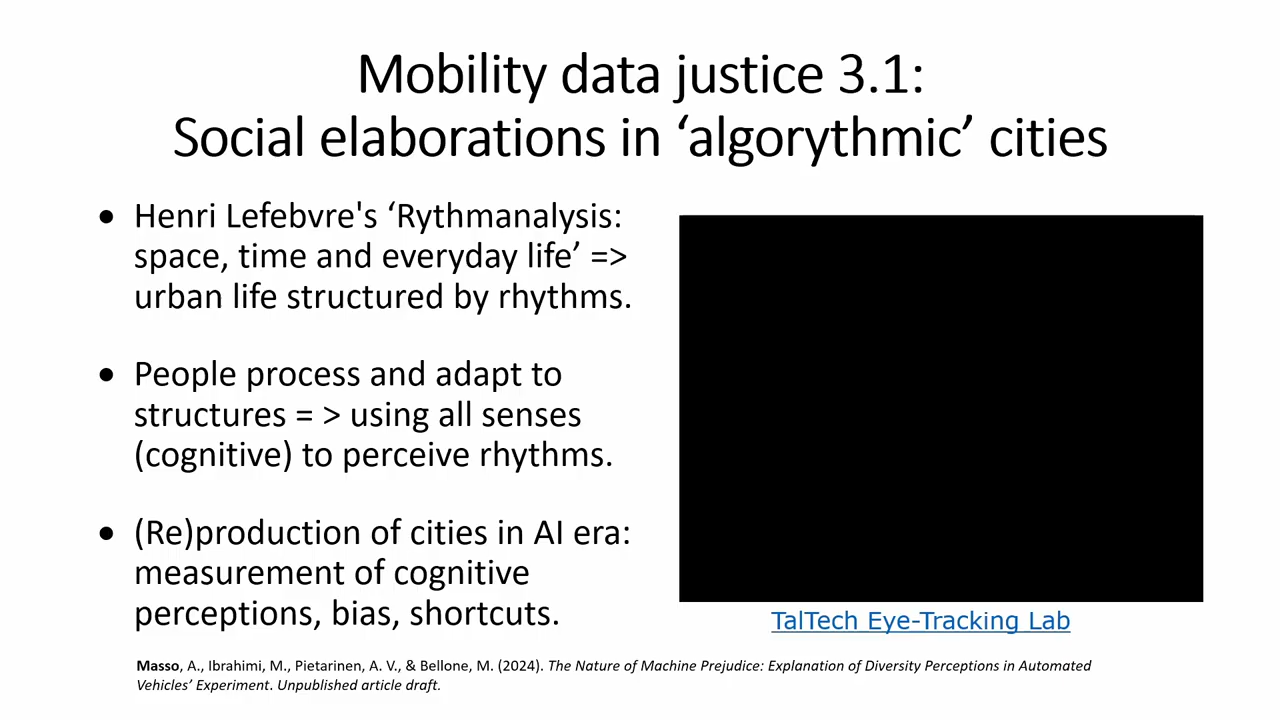 Mobility data justice 3.1:
Social elaborations in ‘algorythmic’ cities
• Henri Lefebvre's ‘Rythmanalysis:
space, time and everyday life’ =>
urban life structured by rhythms.
• People process and adapt to
structures = > using all senses
(cognitive) to perceive rhythms.
• (Re)production of cities in AI era:
measurement of cognitive
perceptions, bias, shortcuts.
TalTech Eye-Tracking Lab
Masso, A., Ibrahimi, M., Pietarinen, A. V., & Bellone, M. (2024). The Nature of Machine Prejudice: Explanation of Diversity Perceptions in Automated
Vehicles’ Experiment. Unpublished article draft.